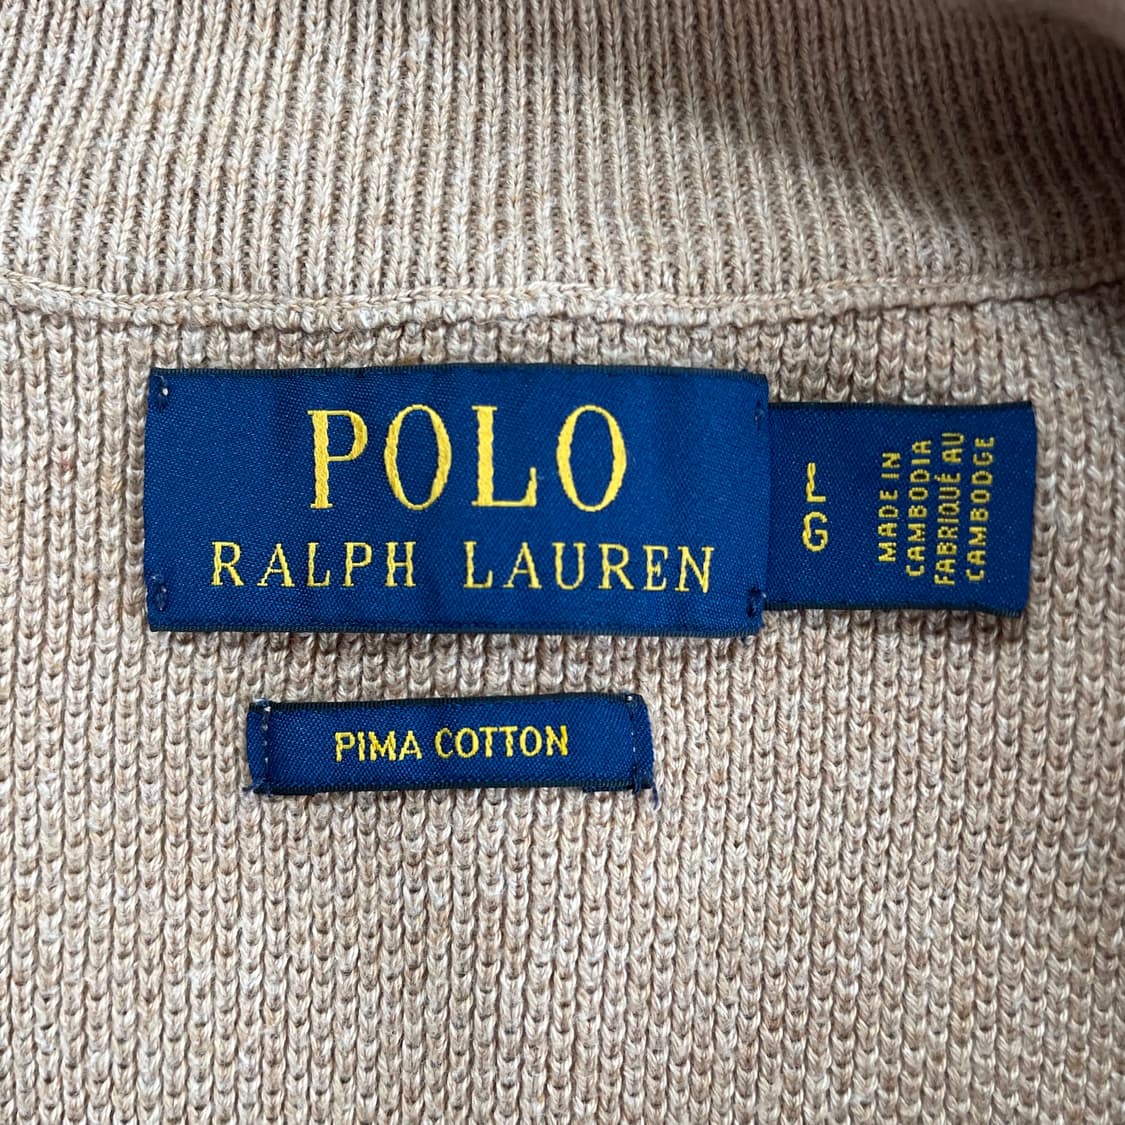 POLO
RALPH LAUREN
L
G
MADE IN
CAMBODIA
FABRIQUÉ AU
CAMBODGE
PIMA COTTON